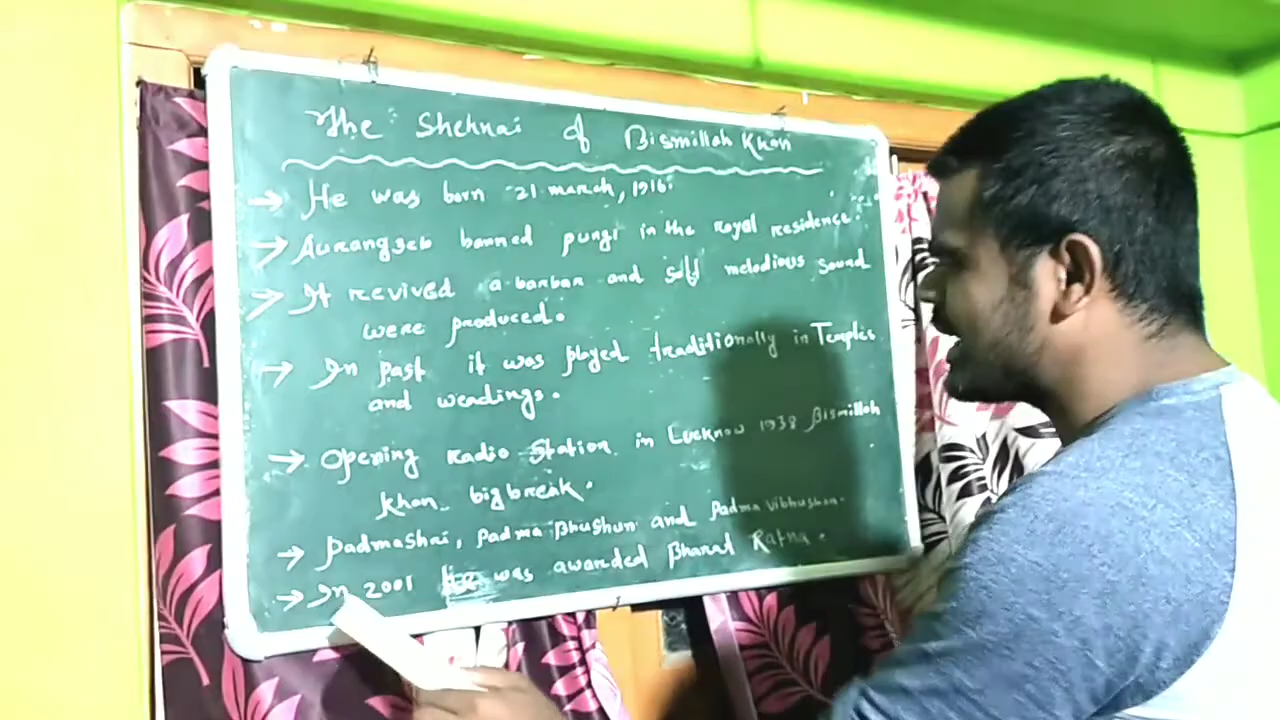 The Shehnai of Bismillah Khan
→ He was born 21 march, 1916.
→ Aurangzeb banned pungi in the royal residence.
→ It revived a barbar and soft melodious sound
were produced.
→ In past it was played traditionally in Temples
and weadings.
→ Opening radio Station in Lucknow 1938 Bismillah
khan big break.
→ Padmashri, Padma Bhushun and Padma vibhushan.
→ In 2001 He was awarded Bharat Ratna.